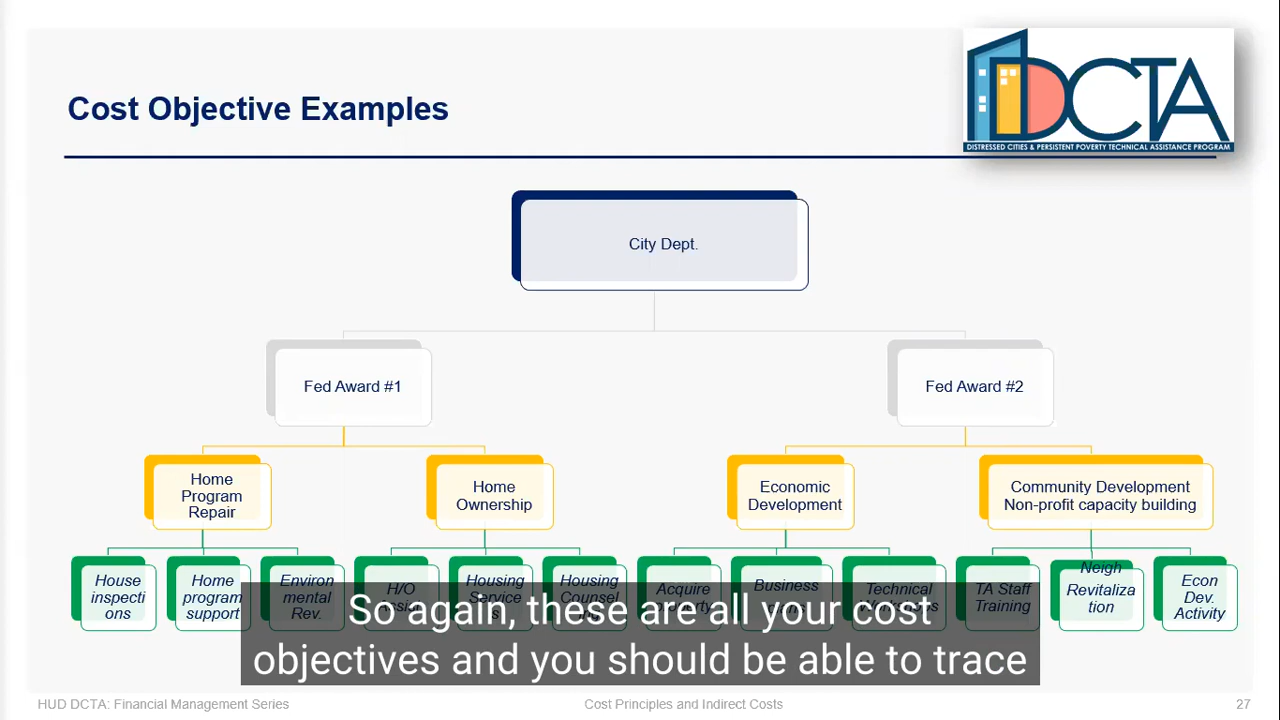 DCTA
DISTRESSED CITIES & PERSISTENT POVERTY TECHNICAL ASSISTANCE PROGRAM
Cost Objective Examples
City Dept.
Fed Award #1
Fed Award #2
Home
Program
Repair
Home
Ownership
Economic
Development
Community Development
Non-profit capacity building
House
inspecti
ons
Home
program
support
Environ
mental
Rev.
H/O
Housing
Service
Housing
Counsel
Acquire
Business
Technical
TA Staff
Training
Neigh
Revitaliza
tion
Econ
Dev.
Activity
So again, these are all your cost
objectives and you should be able to trace
HUD DCTA: Financial Management Series
Cost Principles and Indirect Costs
27